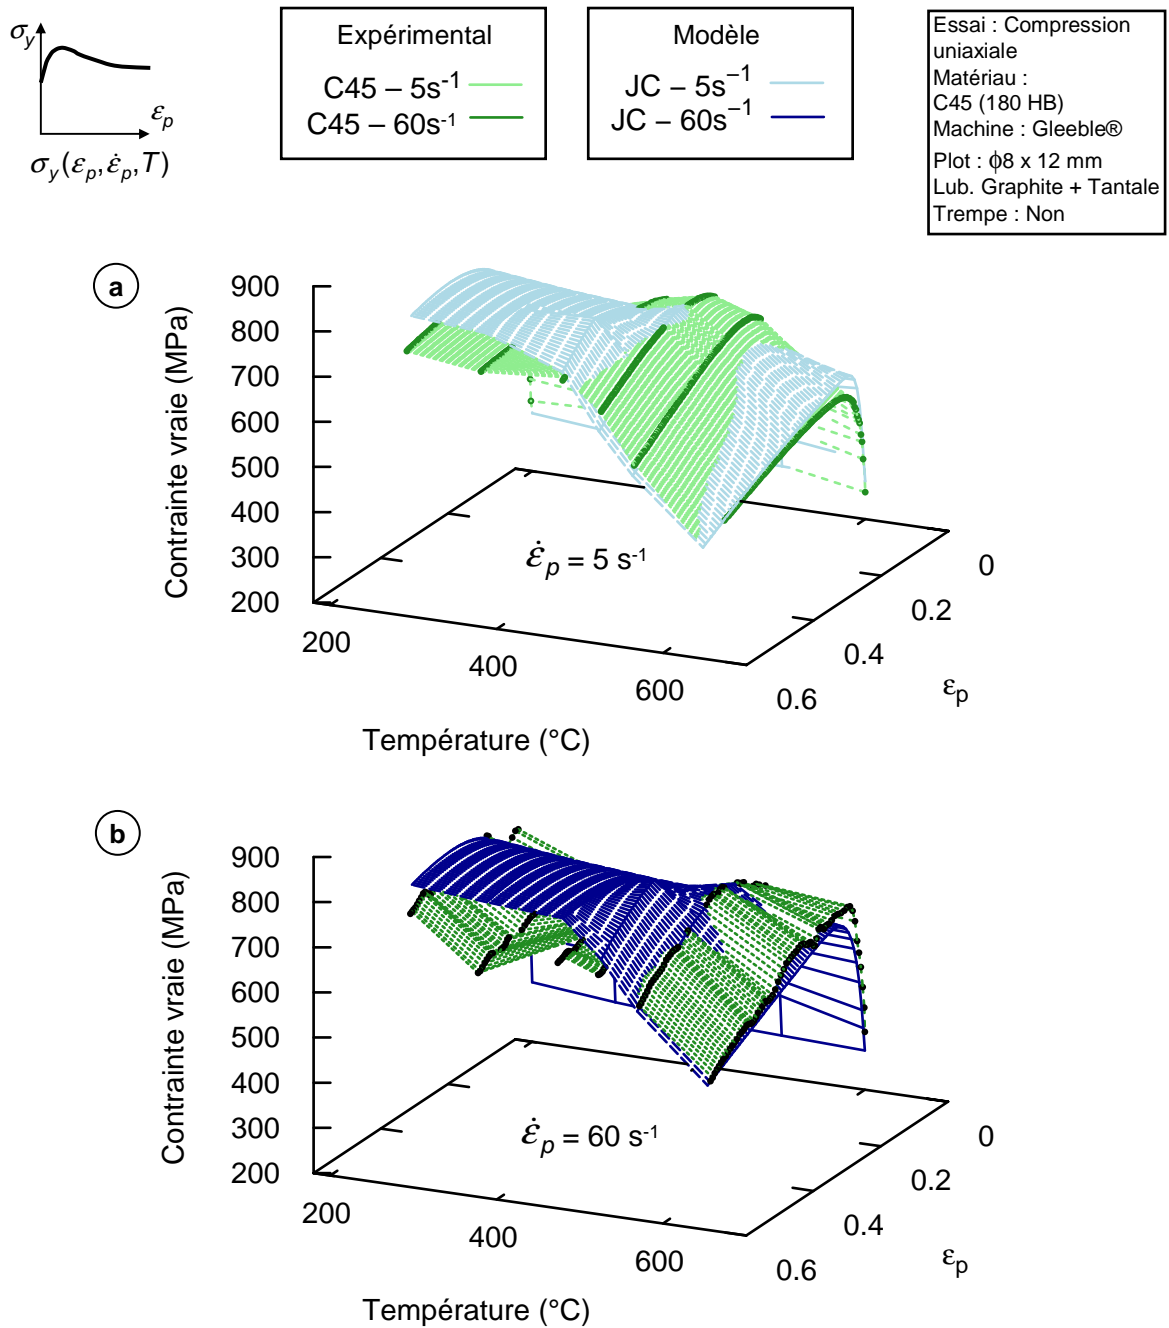 σy
εp
σy(εp, ε̇p, T)
Expérimental
C45 – 5s-1
C45 – 60s-1
Modèle
JC – 5s–1
JC – 60s–1
Essai : Compression
uniaxiale
Matériau :
C45 (180 HB)
Machine : Gleeble®
Plot : ϕ8 x 12 mm
Lub. Graphite + Tantale
Trempe : Non
a
Contrainte vraie (MPa)
900
800
700
600
500
400
300
200
ε̇p = 5 s-1
200
400
600
0
0.2
0.4
0.6
εp
Température (°C)
b
Contrainte vraie (MPa)
900
800
700
600
500
400
300
200
ε̇p = 60 s-1
200
400
600
0
0.2
0.4
0.6
εp
Température (°C)